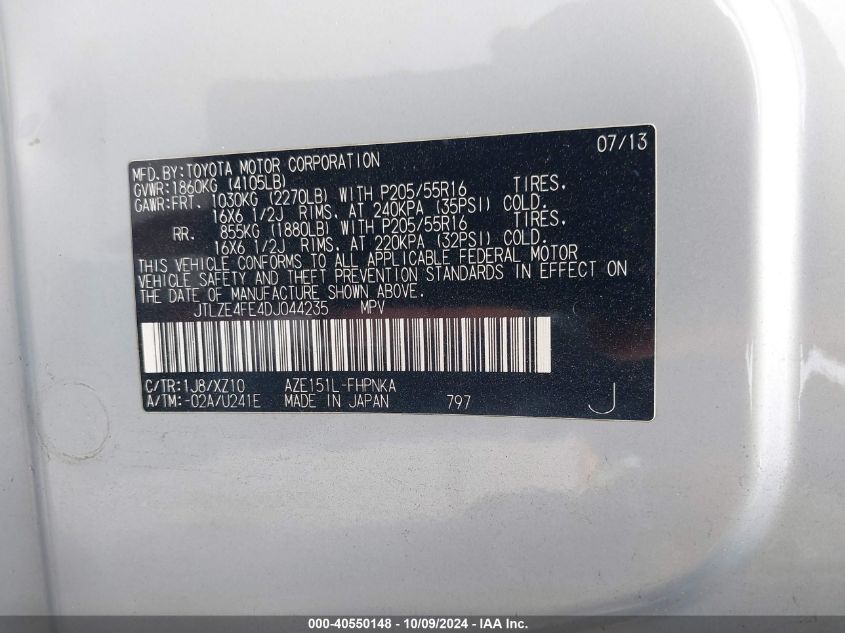 07/13
MFD.BY:TOYOTA MOTOR CORPORATION
GVWR:1860KG (4105LB)
GAWR:FRT. 1030KG (2270LB) WITH P205/55R16 TIRES.
16X6 1/2J RIMS. AT 240KPA (35PSI) COLD.
RR. 855KG (1880LB) WITH P205/55R16 TIRES.
16X6 1/2J RIMS. AT 220KPA (32PSI) COLD.
THIS VEHICLE CONFORMS TO ALL APPLICABLE FEDERAL MOTOR
VEHICLE SAFETY AND THEFT PREVENTION STANDARDS IN EFFECT ON
THE DATE OF MANUFACTURE SHOWN ABOVE.
JTLZE4FE4DJ044235 MPV
C/TR:1J8/XZ10 AZE151L-FHPNKA
A/TM:-02A/U241E MADE IN JAPAN 797 J
000-40550148 - 10/09/2024 - IAA Inc.